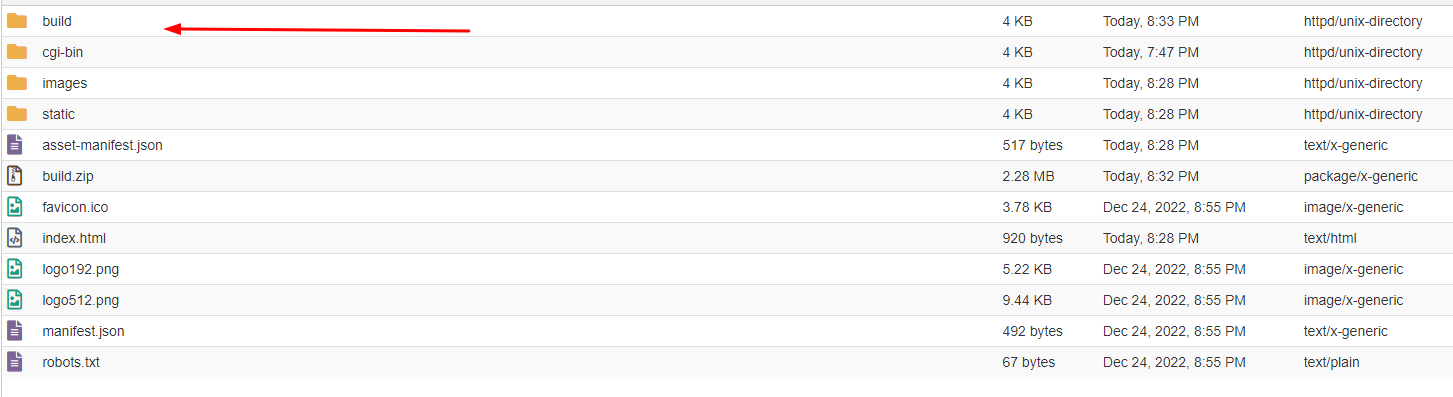 build 4 KB Today, 8:33 PM httpd/unix-directory
cgi-bin 4 KB Today, 7:47 PM httpd/unix-directory
images 4 KB Today, 8:28 PM httpd/unix-directory
static 4 KB Today, 8:28 PM httpd/unix-directory
asset-manifest.json 517 bytes Today, 8:28 PM text/x-generic
build.zip 2.28 MB Today, 8:32 PM package/x-generic
favicon.ico 3.78 KB Dec 24, 2022, 8:55 PM image/x-generic
index.html 920 bytes Today, 8:28 PM text/html
logo192.png 5.22 KB Dec 24, 2022, 8:55 PM image/x-generic
logo512.png 9.44 KB Dec 24, 2022, 8:55 PM image/x-generic
manifest.json 492 bytes Dec 24, 2022, 8:55 PM text/x-generic
robots.txt 67 bytes Dec 24, 2022, 8:55 PM text/plain